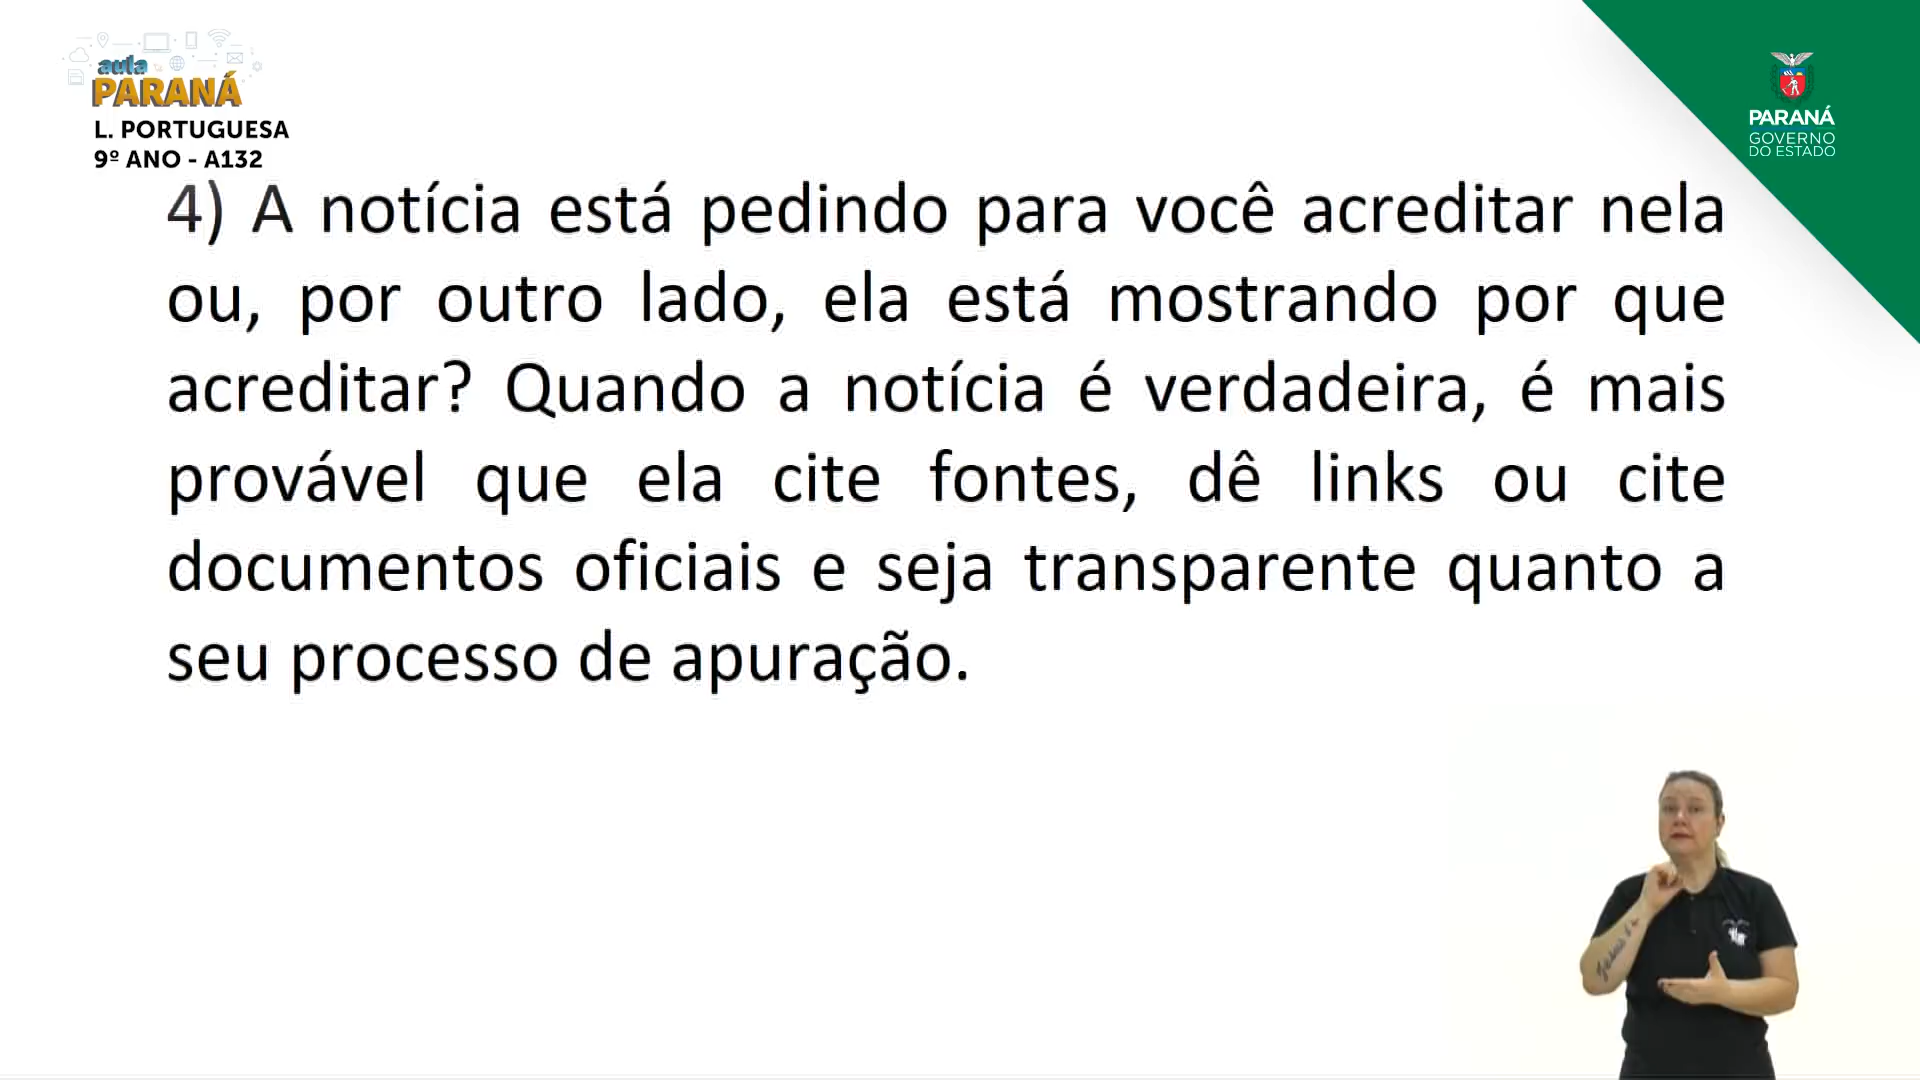 aula
PARANÁ
L. PORTUGUESA
9º ANO - A132
PARANÁ
GOVERNO
DO ESTADO
4) A notícia está pedindo para você acreditar nela
ou, por outro lado, ela está mostrando por que
acreditar? Quando a notícia é verdadeira, é mais
provável que ela cite fontes, dê links ou cite
documentos oficiais e seja transparente quanto a
seu processo de apuração.